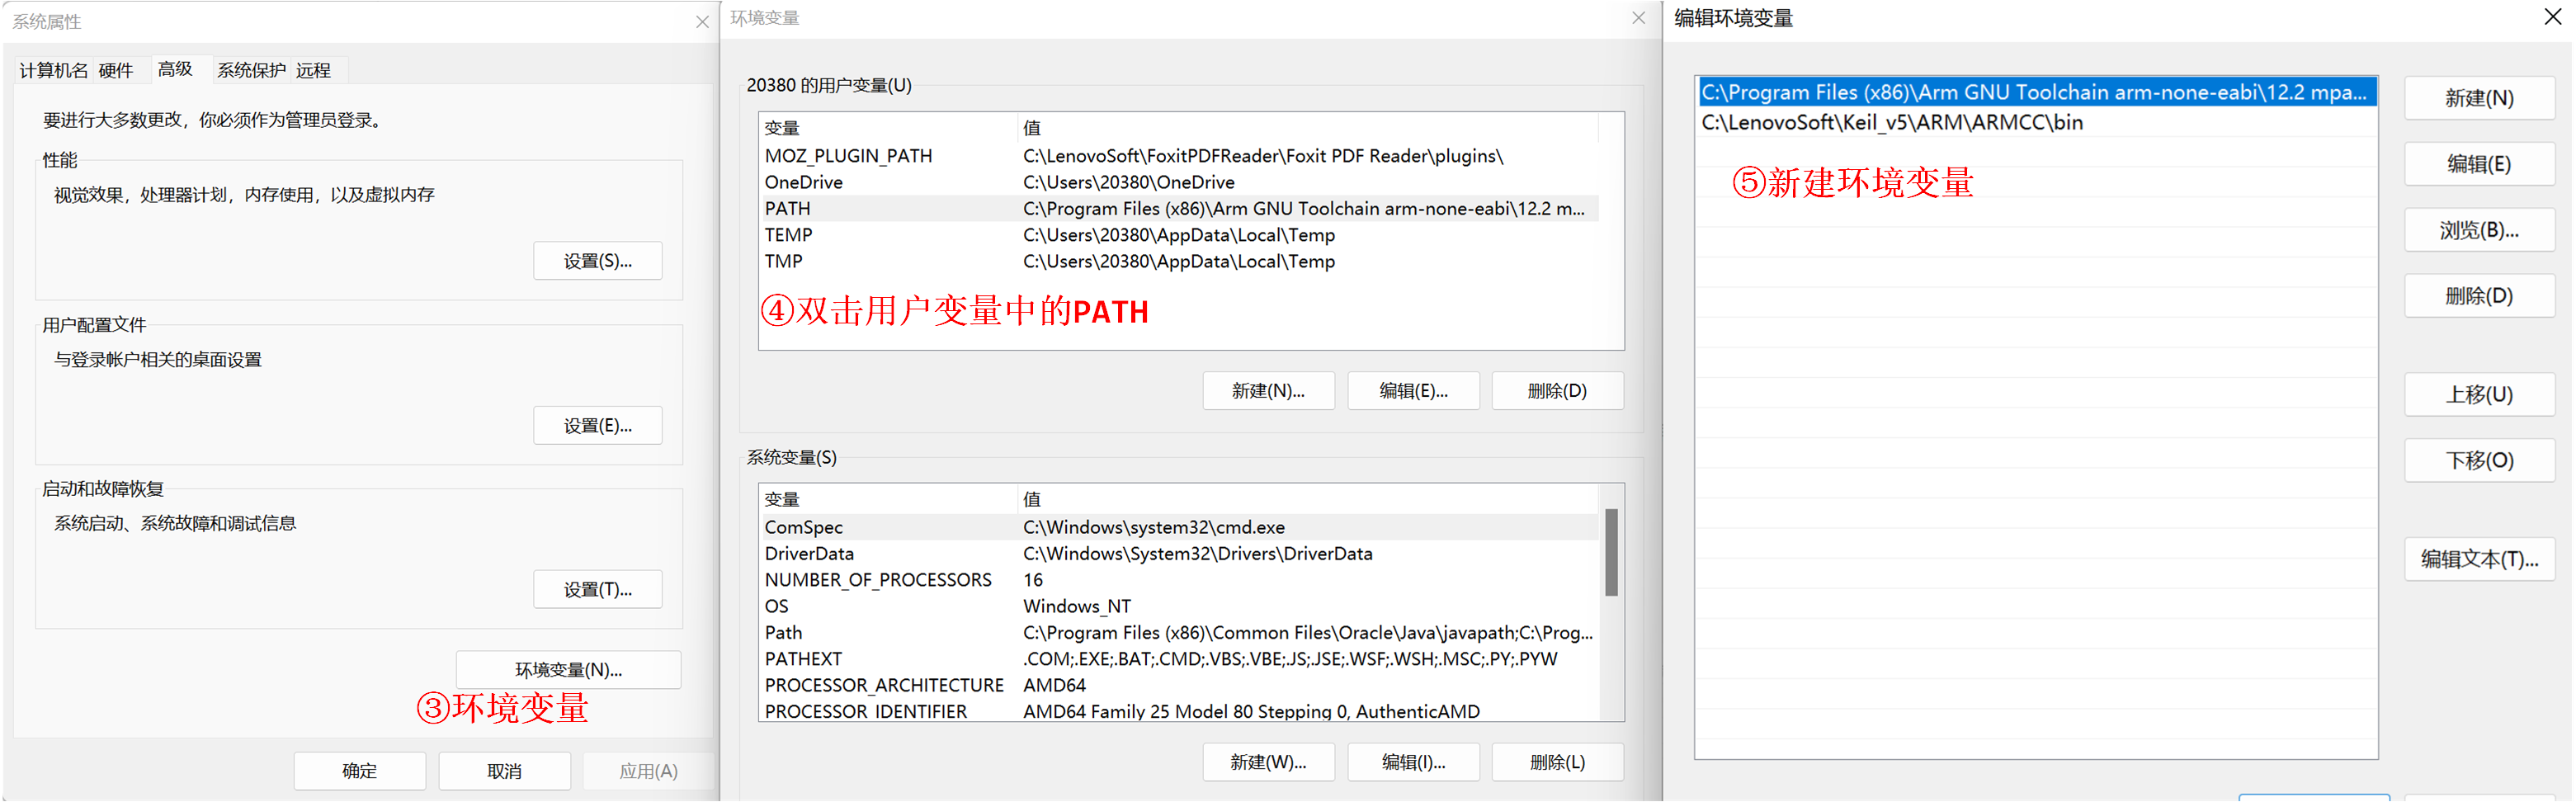 系统属性
计算机名 硬件 高级 系统保护 远程
要进行大多数更改，你必须作为管理员登录。
性能
视觉效果，处理器计划，内存使用，以及虚拟内存
设置(S)...
用户配置文件
与登录帐户相关的桌面设置
设置(E)...
启动和故障恢复
系统启动、系统故障和调试信息
设置(T)...
环境变量(N)...
③环境变量
确定 取消 应用(A)
环境变量
20380 的用户变量(U)
变量 值
MOZ_PLUGIN_PATH C:\LenovoSoft\FoxitPDFReader\Foxit PDF Reader\plugins\
OneDrive C:\Users\20380\OneDrive
PATH C:\Program Files (x86)\Arm GNU Toolchain arm-none-eabi\12.2 m...
TEMP C:\Users\20380\AppData\Local\Temp
TMP C:\Users\20380\AppData\Local\Temp
④双击用户变量中的PATH
新建(N)... 编辑(E)... 删除(D)
系统变量(S)
变量 值
ComSpec C:\Windows\system32\cmd.exe
DriverData C:\Windows\System32\Drivers\DriverData
NUMBER_OF_PROCESSORS 16
OS Windows_NT
Path C:\Program Files (x86)\Common Files\Oracle\Java\javapath;C:\Prog...
PATHEXT .COM;.EXE;.BAT;.CMD;.VBS;.VBE;.JS;.JSE;.WSF;.WSH;.MSC;.PY;.PYW
PROCESSOR_ARCHITECTURE AMD64
PROCESSOR_IDENTIFIER AMD64 Family 25 Model 80 Stepping 0, AuthenticAMD
新建(W)... 编辑(I)... 删除(L)
编辑环境变量
C:\Program Files (x86)\Arm GNU Toolchain arm-none-eabi\12.2 mpa...
C:\LenovoSoft\Keil_v5\ARM\ARMCC\bin
⑤新建环境变量
新建(N)
编辑(E)
浏览(B)...
删除(D)
上移(U)
下移(O)
编辑文本(T)...